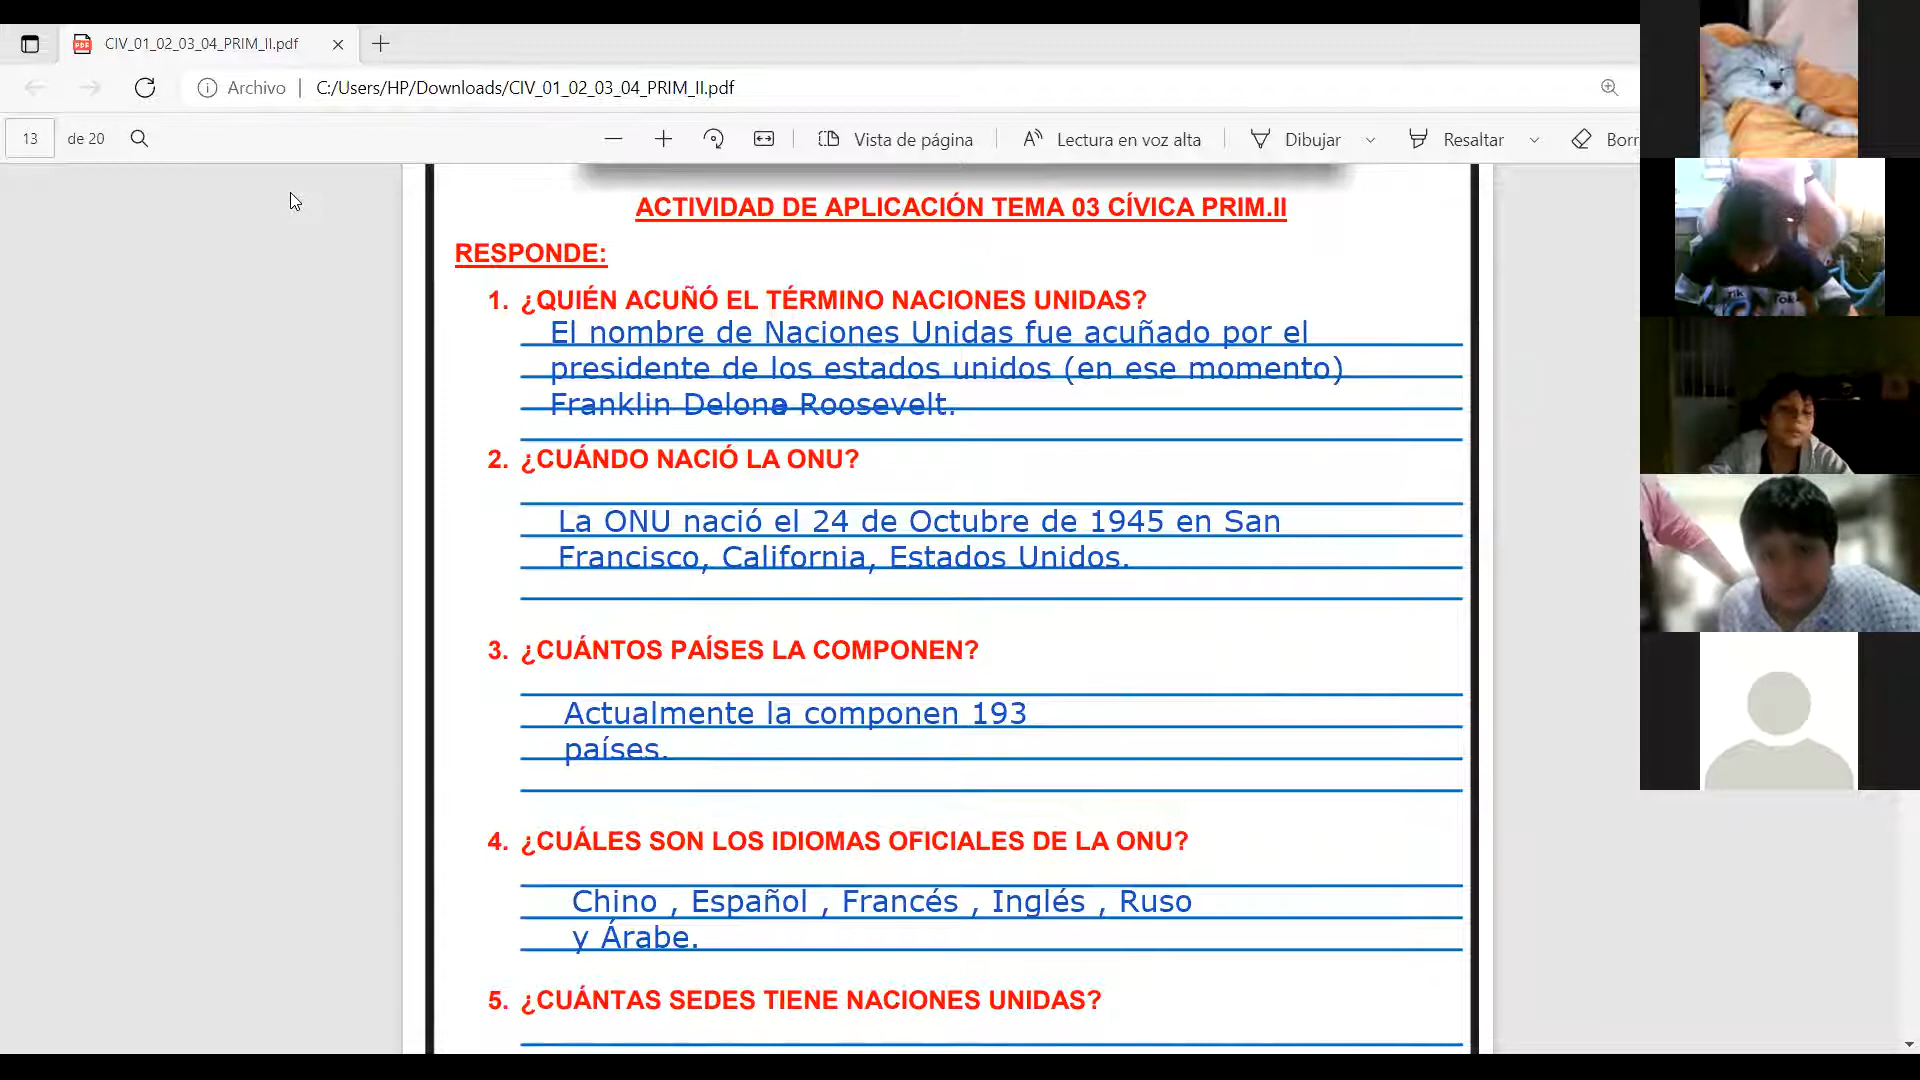 CIV_01_02_03_04_PRIM_II.pdf
Archivo | C:/Users/HP/Downloads/CIV_01_02_03_04_PRIM_II.pdf
13 de 20 Vista de página Lectura en voz alta Dibujar Resaltar Borr
ACTIVIDAD DE APLICACIÓN TEMA 03 CÍVICA PRIM.II
RESPONDE:
1. ¿QUIÉN ACUÑÓ EL TÉRMINO NACIONES UNIDAS?
El nombre de Naciones Unidas fue acuñado por el
presidente de los estados unidos (en ese momento)
Franklin Delono Roosevelt.
2. ¿CUÁNDO NACIÓ LA ONU?
La ONU nació el 24 de Octubre de 1945 en San
Francisco, California, Estados Unidos.
3. ¿CUÁNTOS PAÍSES LA COMPONEN?
Actualmente la componen 193
países.
4. ¿CUÁLES SON LOS IDIOMAS OFICIALES DE LA ONU?
Chino , Español , Francés , Inglés , Ruso
y Árabe.
5. ¿CUÁNTAS SEDES TIENE NACIONES UNIDAS?
Tik
Tok